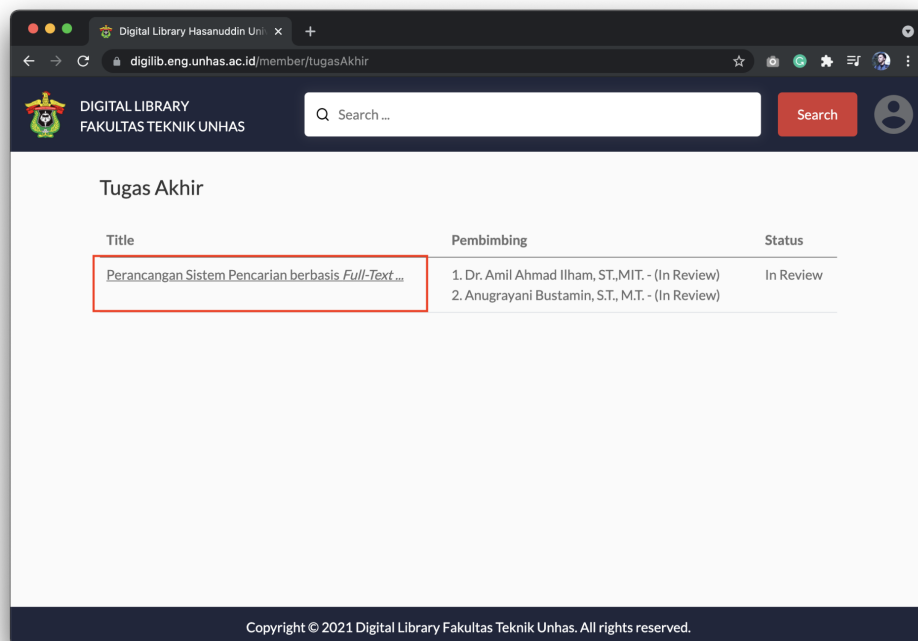 Digital Library Hasanuddin Uni
digilib.eng.unhas.ac.id/member/tugasAkhir
DIGITAL LIBRARY
FAKULTAS TEKNIK UNHAS
Search ...
Search
Tugas Akhir
Title Pembimbing Status
Perancangan Sistem Pencarian berbasis Full-Text ... 1. Dr. Amil Ahmad Ilham, ST.,MIT. - (In Review) In Review
2. Anugrayani Bustamin, S.T., M.T. - (In Review)
Copyright © 2021 Digital Library Fakultas Teknik Unhas. All rights reserved.